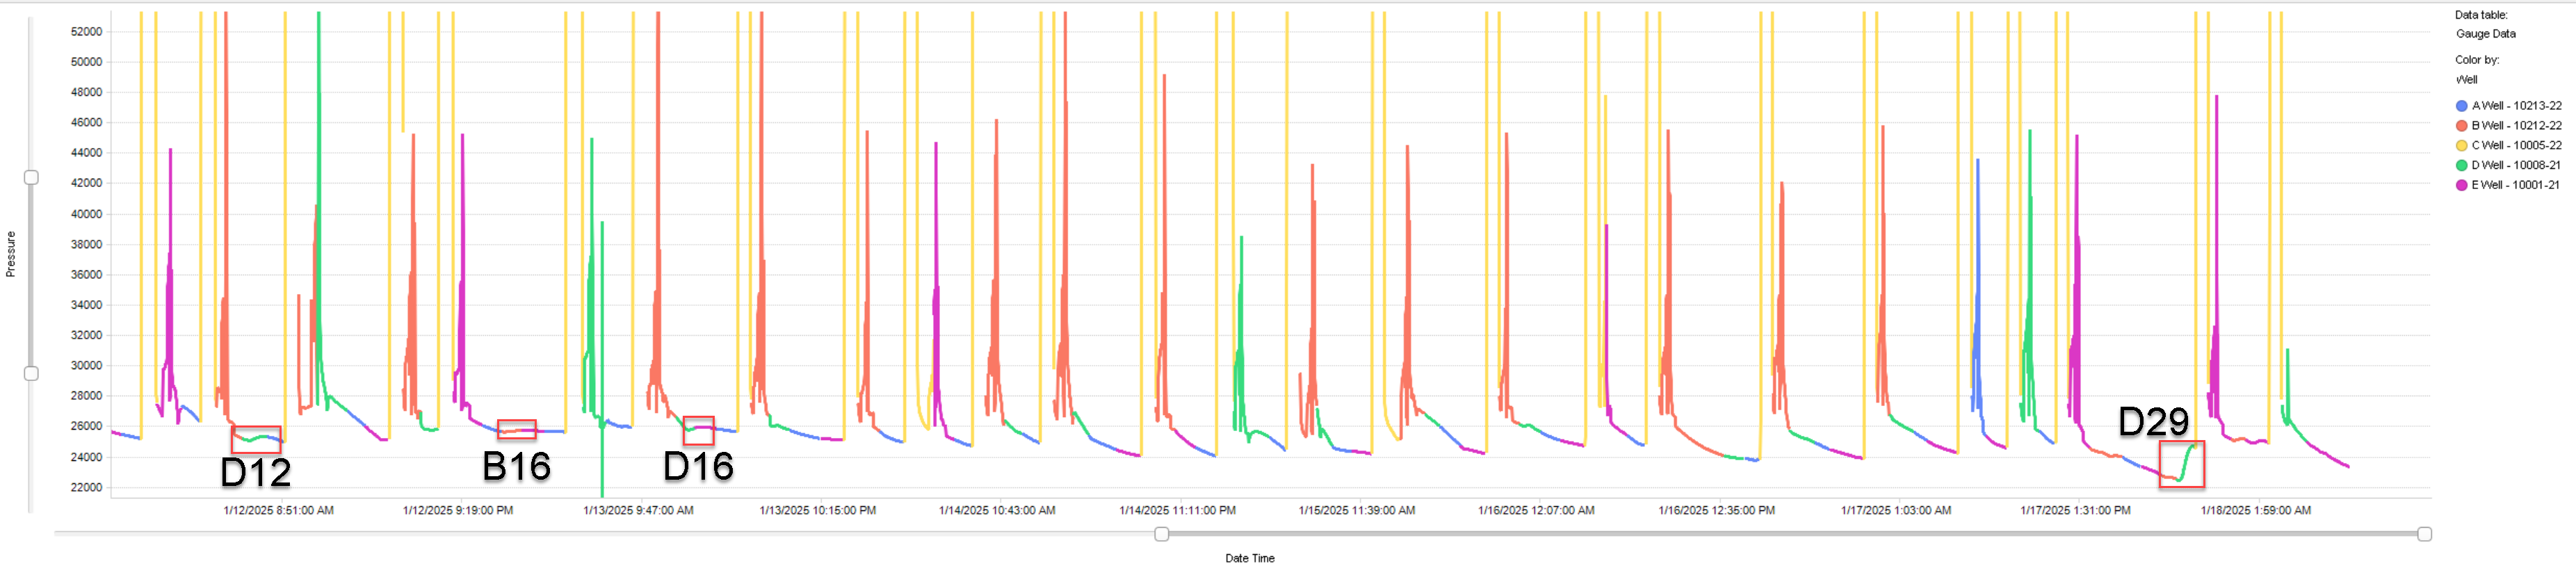 Data table:
Gauge Data
Color by:
Well
A Well - 10213-22
B Well - 10212-22
C Well - 10005-22
D Well - 10008-21
E Well - 10001-21
52000
50000
48000
46000
44000
42000
40000
38000
36000
34000
32000
30000
28000
26000
24000
22000
Pressure
D12
B16
D16
D29
1/12/2025 8:51:00 AM
1/12/2025 9:19:00 PM
1/13/2025 9:47:00 AM
1/13/2025 10:15:00 PM
1/14/2025 10:43:00 AM
1/14/2025 11:11:00 PM
1/15/2025 11:39:00 AM
1/16/2025 12:07:00 AM
1/16/2025 12:35:00 PM
1/17/2025 1:03:00 AM
1/17/2025 1:31:00 PM
1/18/2025 1:59:00 AM
Date Time